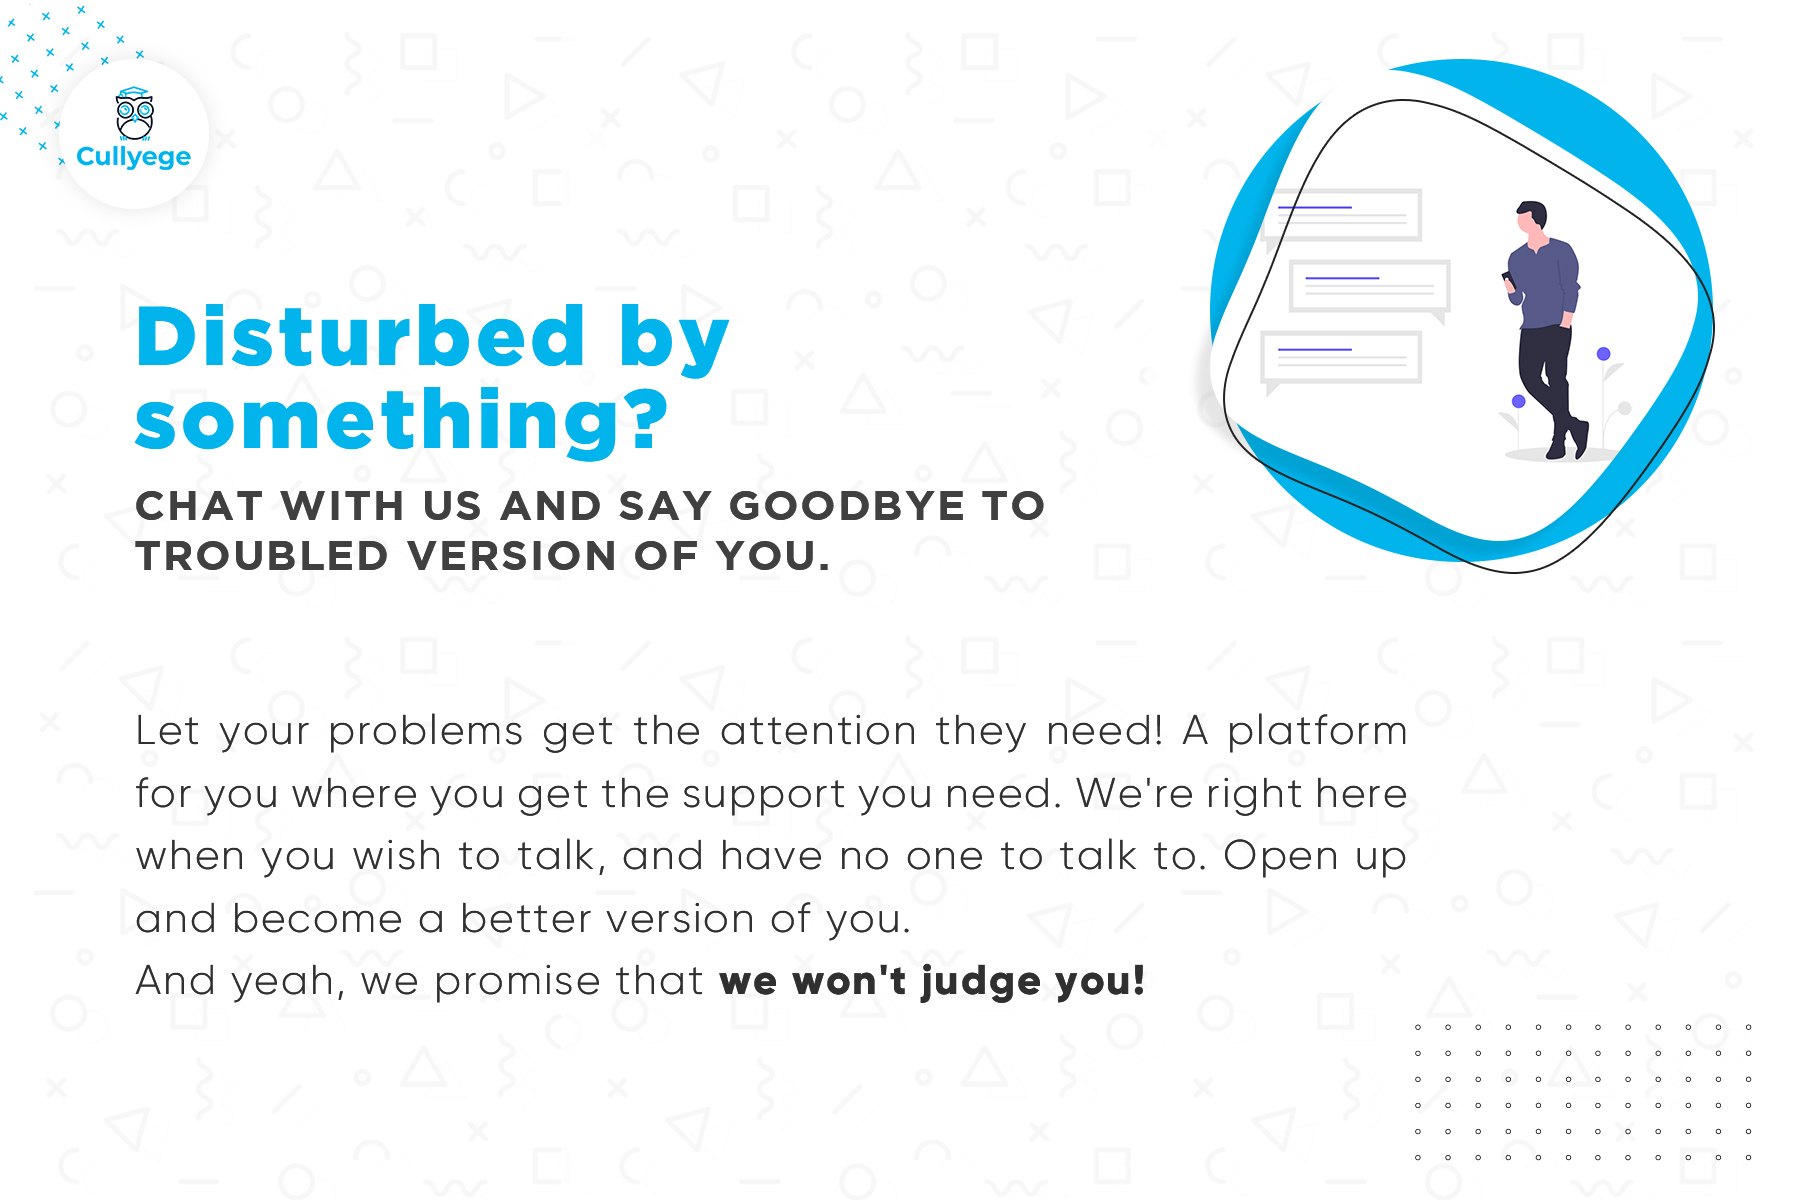 Cullyege
Disturbed by
something?
CHAT WITH US AND SAY GOODBYE TO
TROUBLED VERSION OF YOU.
Let your problems get the attention they need! A platform
for you where you get the support you need. We're right here
when you wish to talk, and have no one to talk to. Open up
and become a better version of you.
And yeah, we promise that we won't judge you!